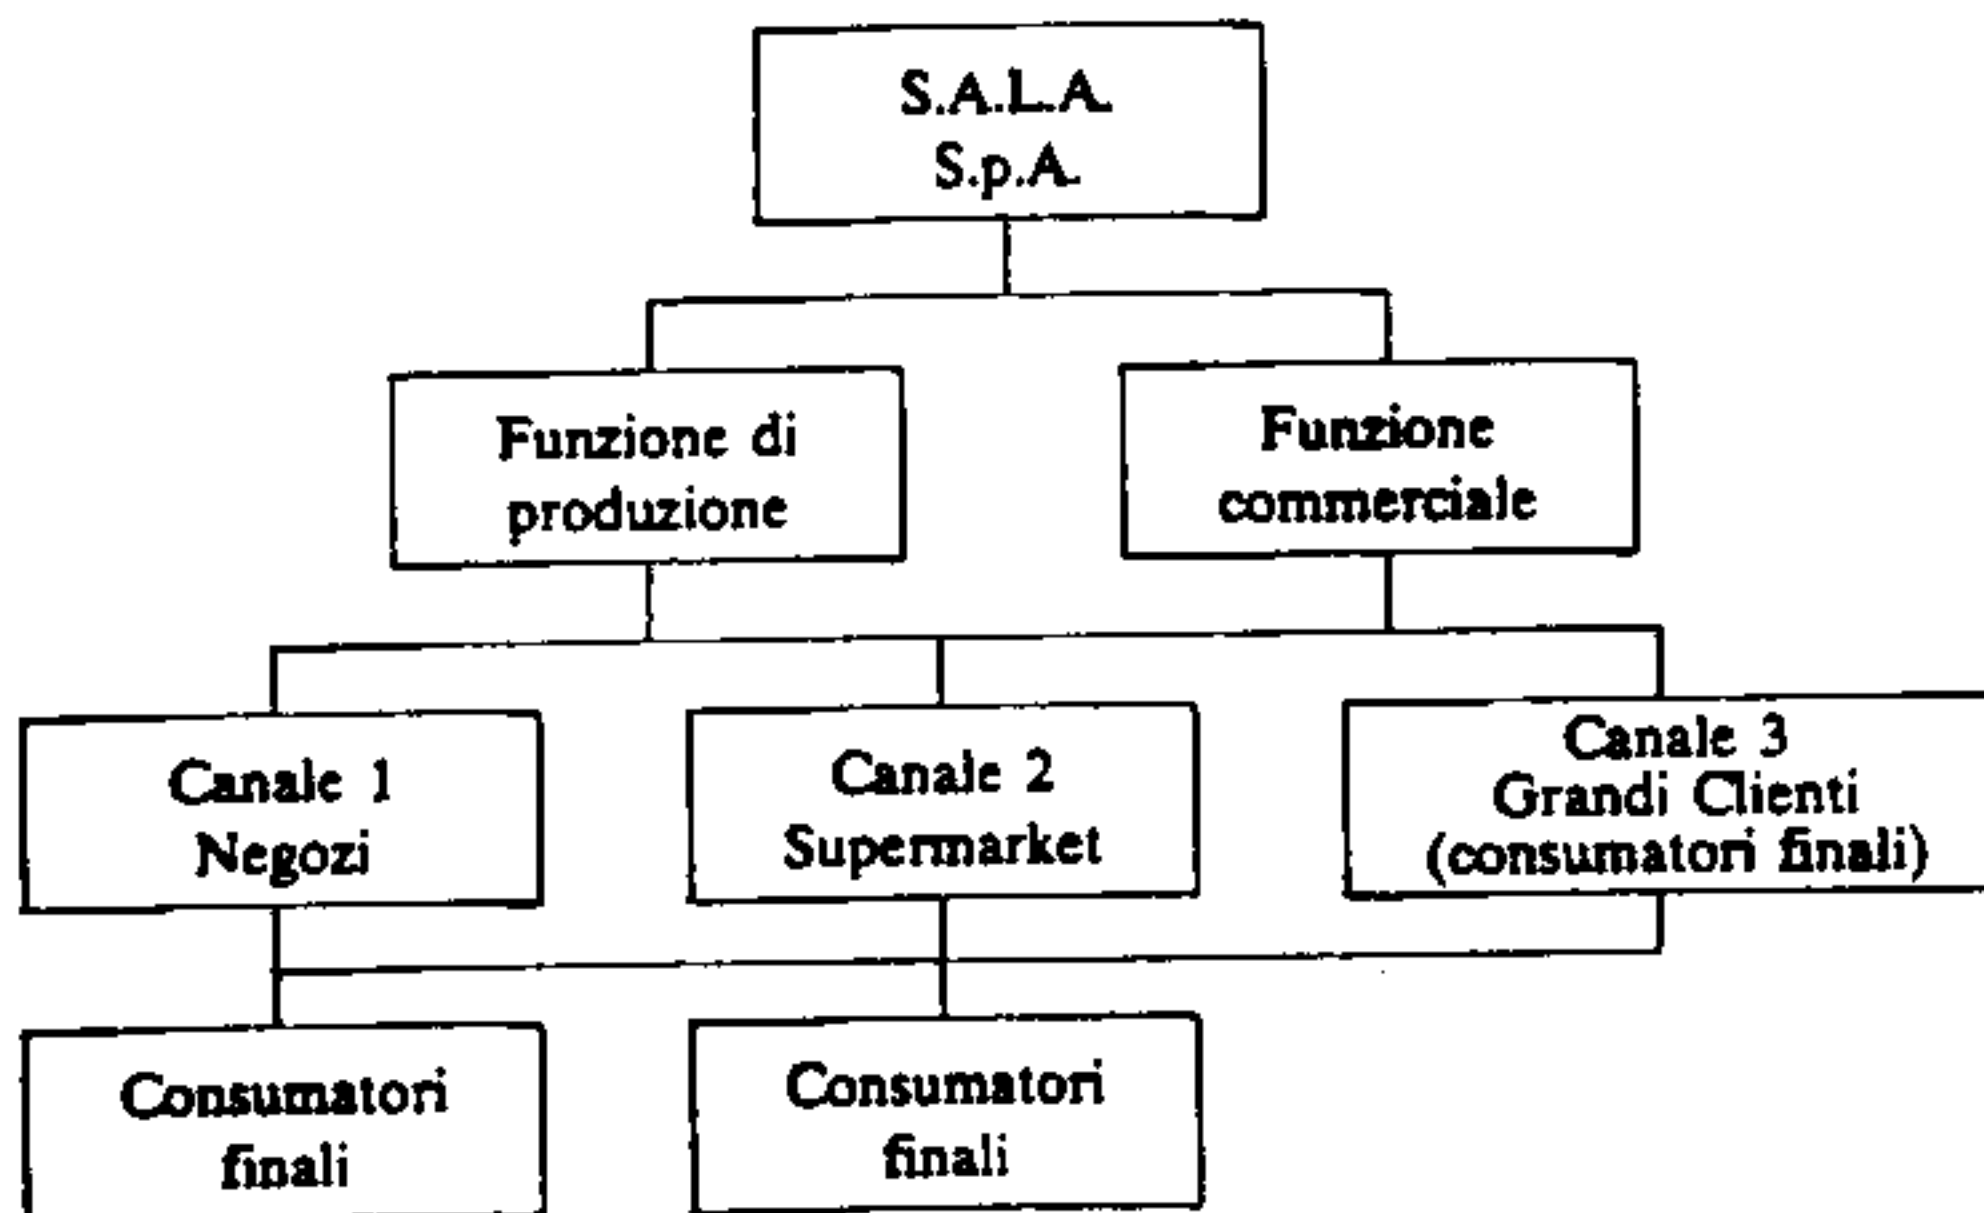 S.A.L.A.
S.p.A.
Funzione di
produzione
Funzione
commerciale
Canale 1
Negozi
Canale 2
Supermarket
Canale 3
Grandi Clienti
(consumatori finali)
Consumatori
finali
Consumatori
finali